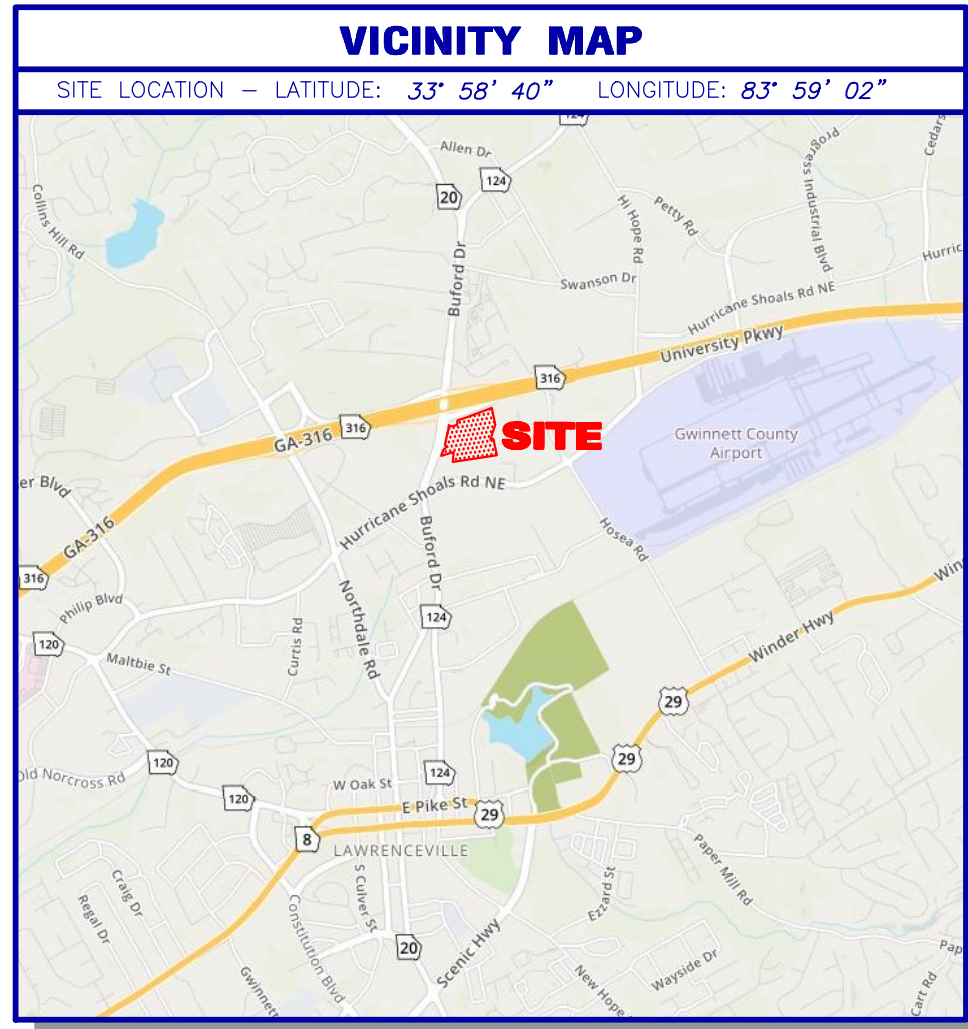 VICINITY MAP
SITE LOCATION – LATITUDE: 33° 58' 40" LONGITUDE: 83° 59' 02"
124
Allen Dr
124
20
Collins Hill Rd
Hi Hope Rd
Petty Rd
Progress Industrial Blvd
Cedars
Buford Dr
Swanson Dr
Hurric
Hurricane Shoals Rd NE
University Pkwy
316
GA-316
316
SITE
Gwinnett County
Airport
Hurricane Shoals Rd NE
er Blvd
GA-316
316
Buford Dr
Hosea Rd
Win
Philip Blvd
Northdale Rd
124
Curtis Rd
120
Maltbie St
Winder Hwy
29
120
29
Old Norcross Rd
W Oak St
124
120
E Pike St
29
8
LAWRENCEVILLE
S Culver St
Craig Dr
Regal Dr
Constitution Blvd
Ezzard St
Paper Mill Rd
20
Scenic Hwy
Pap
Wayside Dr
New Hope
Gwinnett
Cart Rd